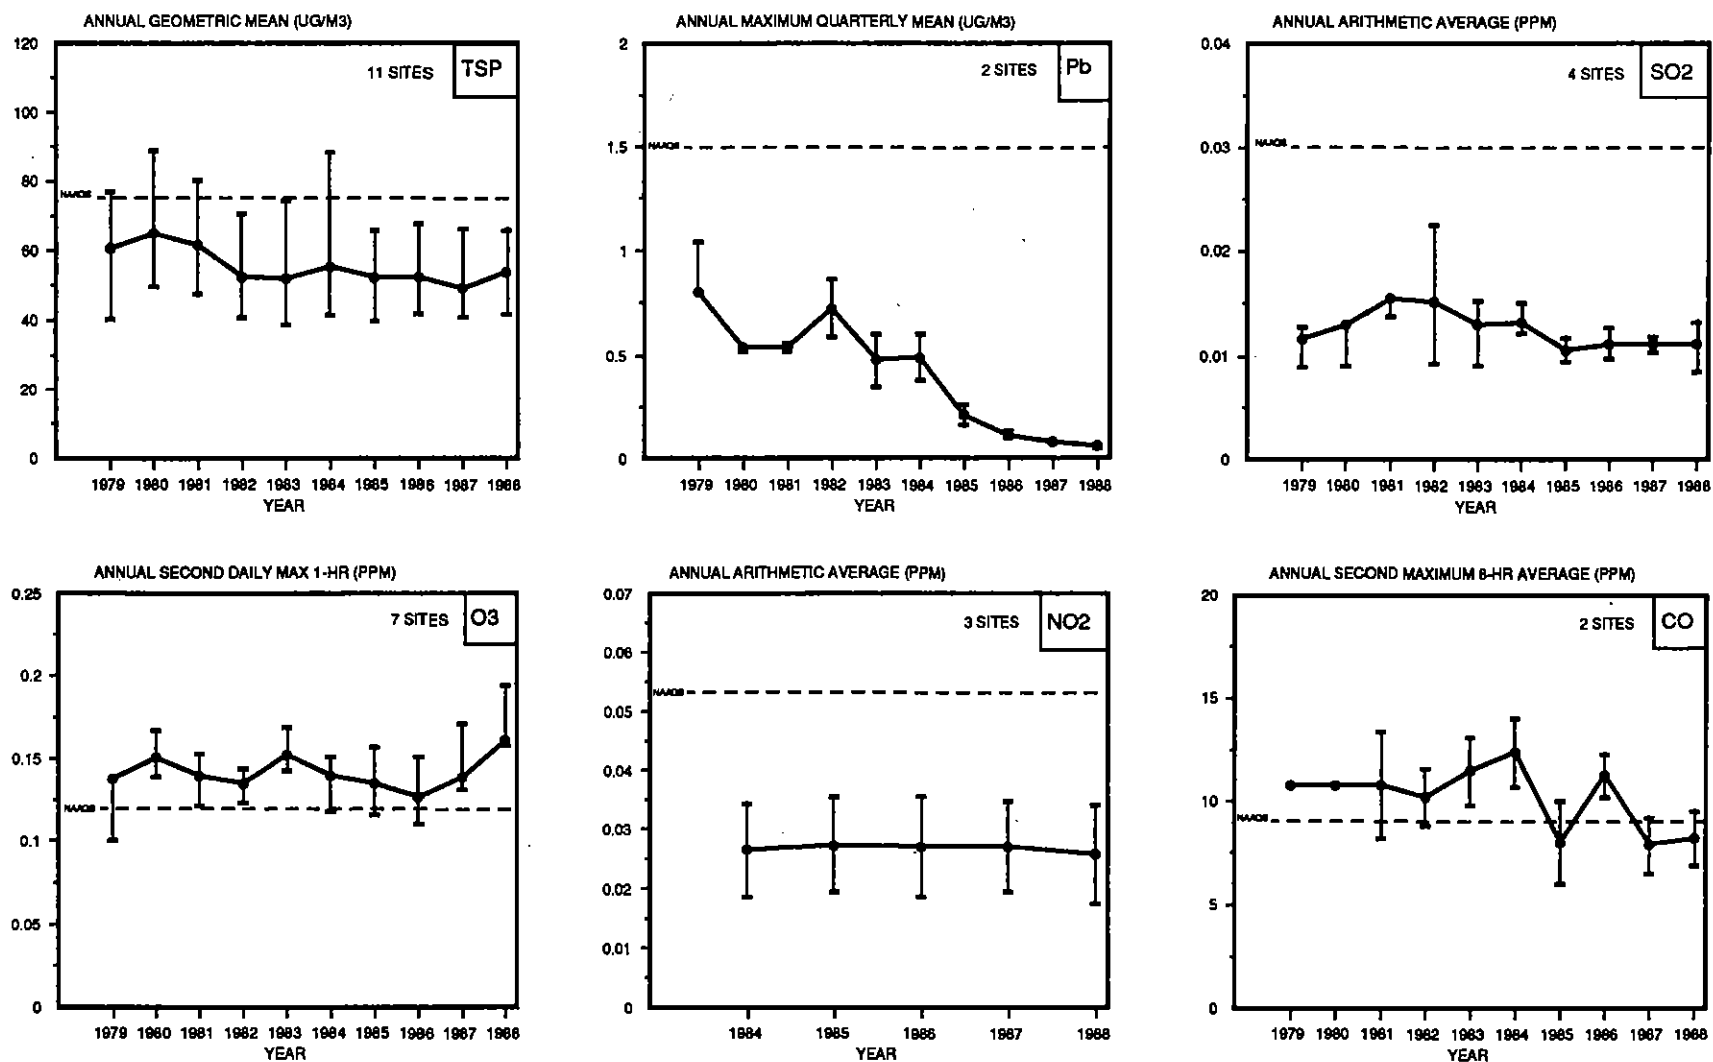 ANNUAL GEOMETRIC MEAN (UG/M3)
11 SITES TSP
120
100
80
NAAQS
60
40
20
0
1979 1980 1981 1982 1983 1984 1985 1986 1987 1988
YEAR
ANNUAL MAXIMUM QUARTERLY MEAN (UG/M3)
2 SITES Pb
2
1.5
NAAQS
1
0.5
0
1979 1980 1981 1982 1983 1984 1985 1986 1987 1988
YEAR
ANNUAL ARITHMETIC AVERAGE (PPM)
4 SITES SO2
0.04
NAAQS
0.03
0.02
0.01
0
1979 1980 1981 1982 1983 1984 1985 1986 1987 1988
YEAR
ANNUAL SECOND DAILY MAX 1-HR (PPM)
7 SITES O3
0.25
0.2
0.15
NAAQS
0.1
0.05
0
1979 1980 1981 1982 1983 1984 1985 1986 1987 1988
YEAR
ANNUAL ARITHMETIC AVERAGE (PPM)
3 SITES NO2
0.07
0.06
NAAQS
0.05
0.04
0.03
0.02
0.01
0
1984 1985 1986 1987 1988
YEAR
ANNUAL SECOND MAXIMUM 8-HR AVERAGE (PPM)
2 SITES CO
20
15
10
NAAQS
5
0
1979 1980 1981 1982 1983 1984 1985 1986 1987 1988
YEAR